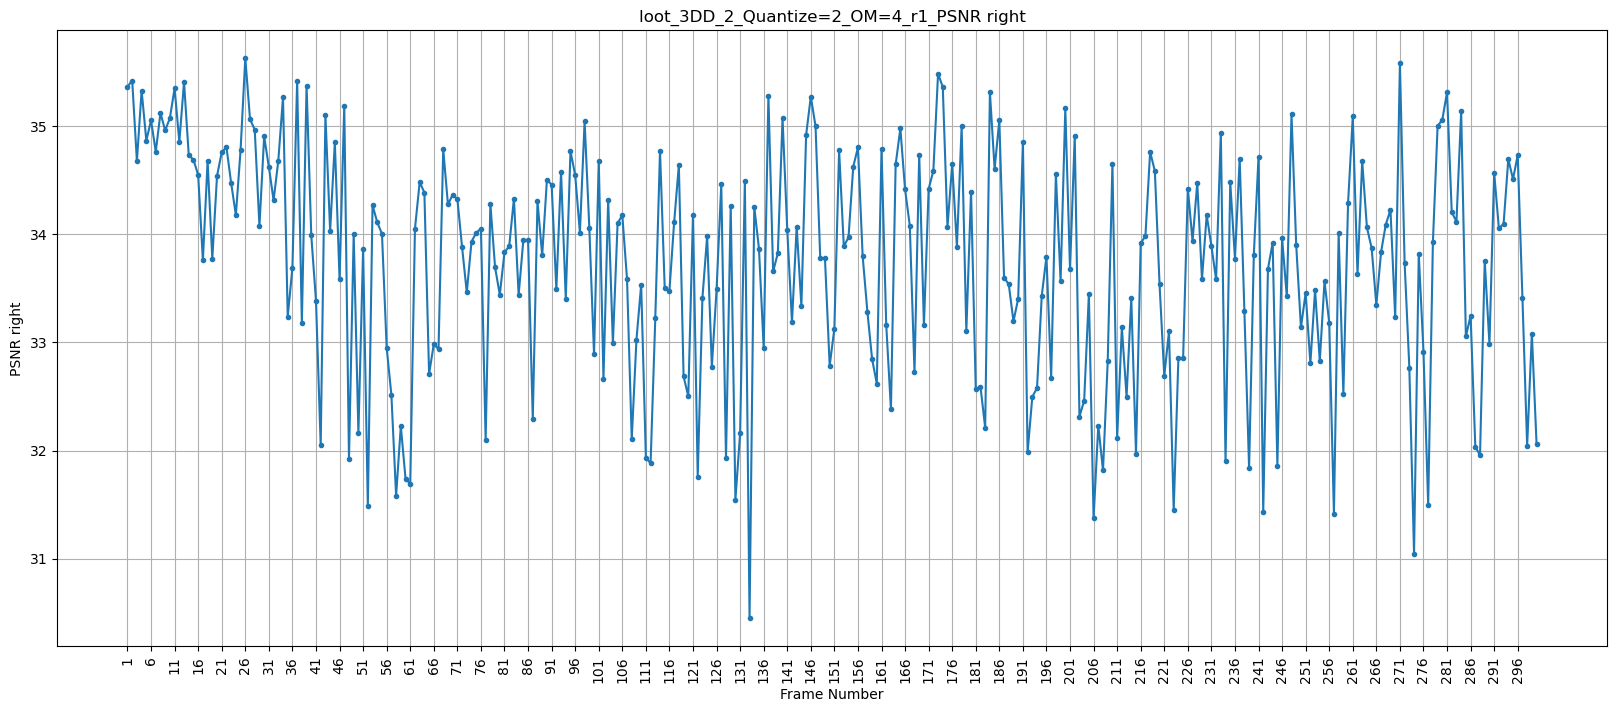 loot_3DD_2_Quantize=2_OM=4_r1_PSNR right
PSNR right
35
34
33
32
31
1 6 11 16 21 26 31 36 41 46 51 56 61 66 71 76 81 86 91 96 101 106 111 116 121 126 131 136 141 146 151 156 161 166 171 176 181 186 191 196 201 206 211 216 221 226 231 236 241 246 251 256 261 266 271 276 281 286 291 296
Frame Number